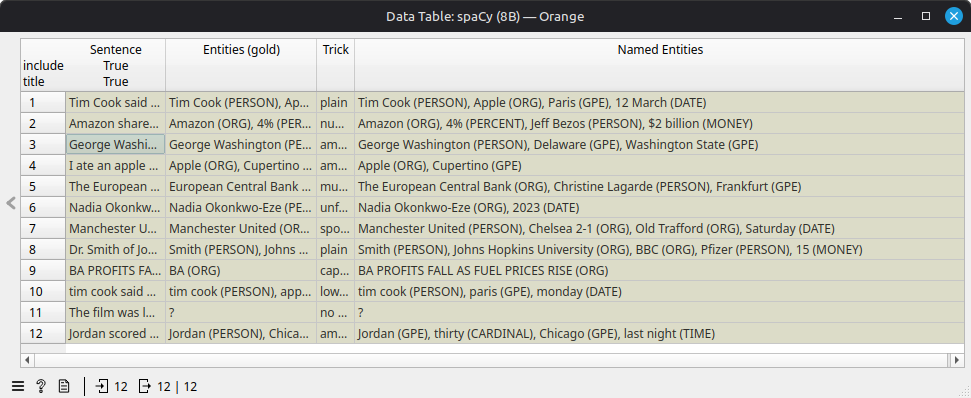 Data Table: spaCy (8B) — Orange
Sentence Entities (gold) Trick Named Entities
include True
title True
1 Tim Cook said ... Tim Cook (PERSON), Ap... plain Tim Cook (PERSON), Apple (ORG), Paris (GPE), 12 March (DATE)
2 Amazon share... Amazon (ORG), 4% (PER... nu... Amazon (ORG), 4% (PERCENT), Jeff Bezos (PERSON), $2 billion (MONEY)
3 George Washi... George Washington (PE... am... George Washington (PERSON), Delaware (GPE), Washington State (GPE)
4 I ate an apple ... Apple (ORG), Cupertino ... am... Apple (ORG), Cupertino (GPE)
5 The European ... European Central Bank ... mu... The European Central Bank (ORG), Christine Lagarde (PERSON), Frankfurt (GPE)
6 Nadia Okonkw... Nadia Okonkwo-Eze (PE... unf... Nadia Okonkwo-Eze (ORG), 2023 (DATE)
7 Manchester U... Manchester United (OR... spo... Manchester United (PERSON), Chelsea 2-1 (ORG), Old Trafford (ORG), Saturday (DATE)
8 Dr. Smith of Jo... Smith (PERSON), Johns ... plain Smith (PERSON), Johns Hopkins University (ORG), BBC (ORG), Pfizer (PERSON), 15 (MONEY)
9 BA PROFITS FA... BA (ORG) cap... BA PROFITS FALL AS FUEL PRICES RISE (ORG)
10 tim cook said ... tim cook (PERSON), app... low... tim cook (PERSON), paris (GPE), monday (DATE)
11 The film was l... ? no ... ?
12 Jordan scored ... Jordan (PERSON), Chica... am... Jordan (GPE), thirty (CARDINAL), Chicago (GPE), last night (TIME)
12 12 | 12